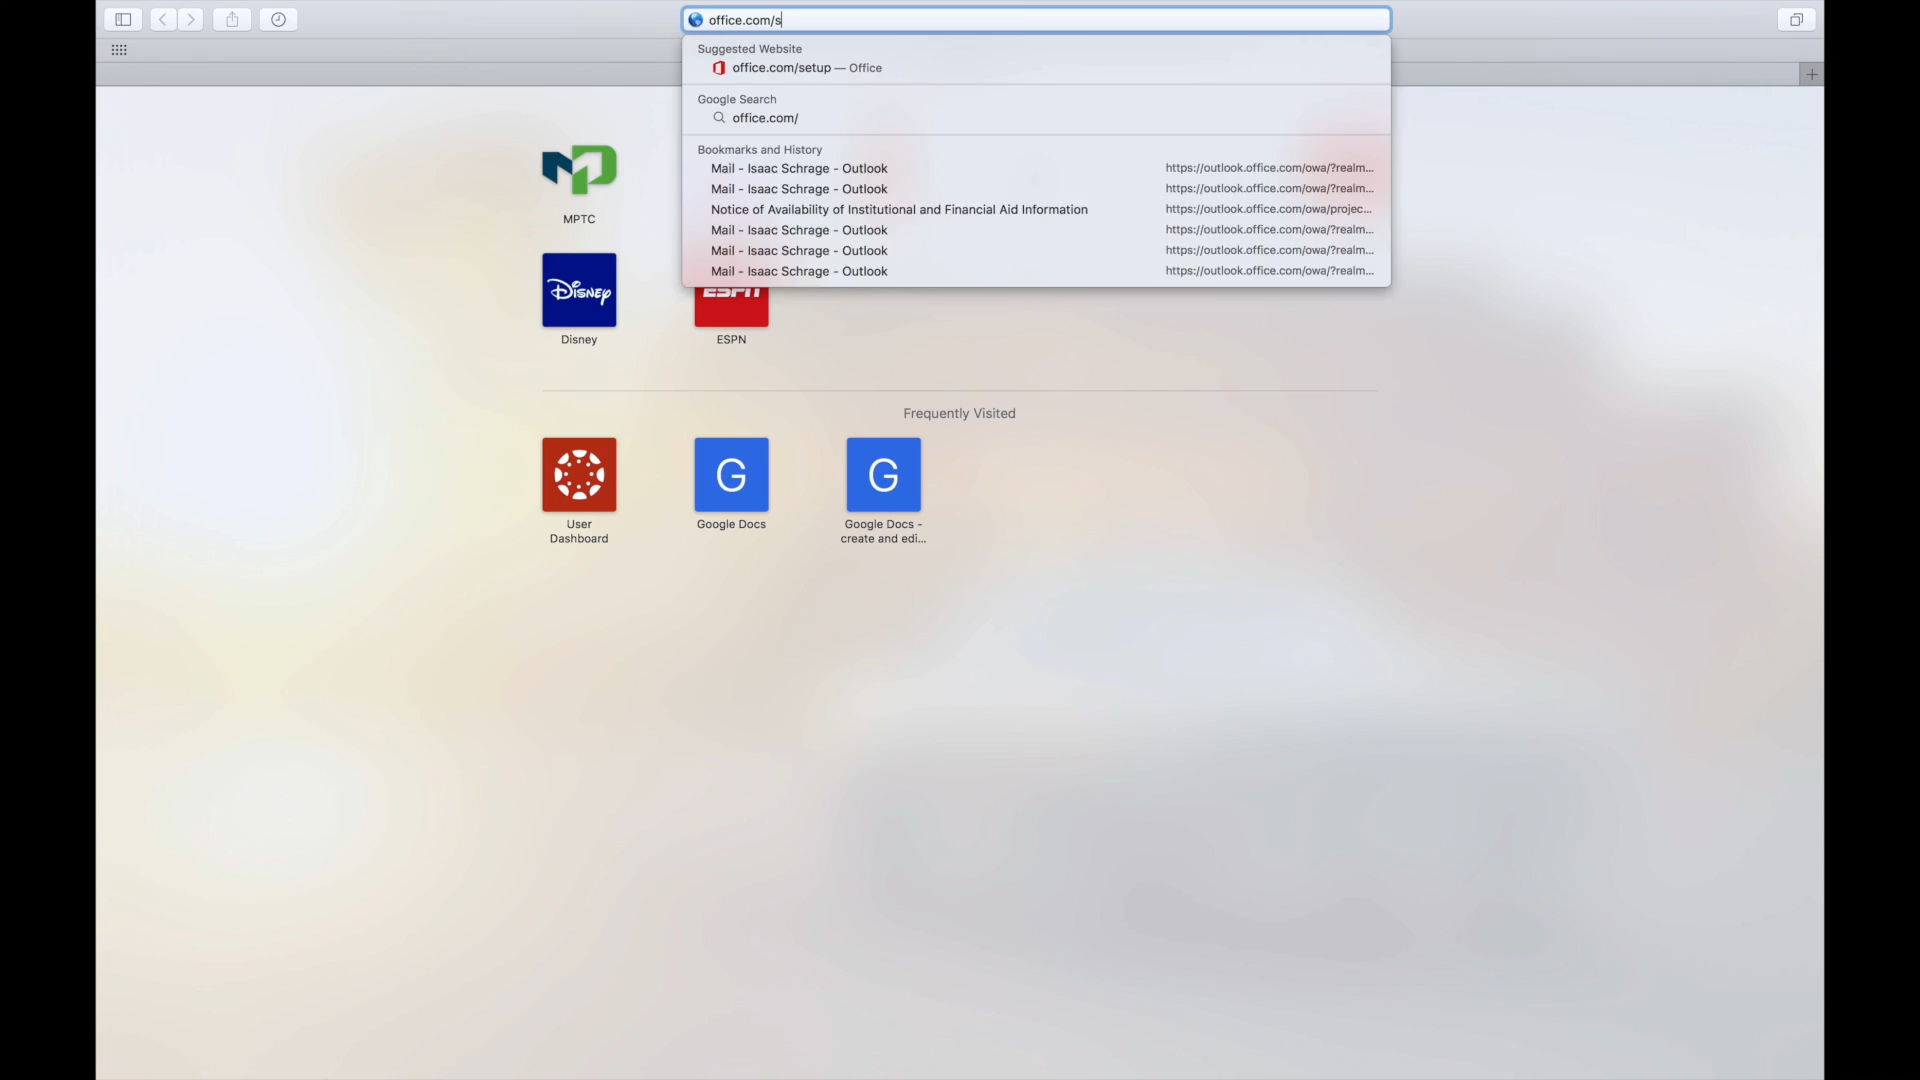 office.com/s
Suggested Website
office.com/setup — Office
Google Search
office.com/
Bookmarks and History
Mail - Isaac Schrage - Outlook https://outlook.office.com/owa/?realm...
Mail - Isaac Schrage - Outlook https://outlook.office.com/owa/?realm...
Notice of Availability of Institutional and Financial Aid Information https://outlook.office.com/owa/projec...
Mail - Isaac Schrage - Outlook https://outlook.office.com/owa/?realm...
Mail - Isaac Schrage - Outlook https://outlook.office.com/owa/?realm...
Mail - Isaac Schrage - Outlook https://outlook.office.com/owa/?realm...
MPTC
Disney
ESPN
Disney
ESPN
Frequently Visited
G
G
User
Dashboard
Google Docs
Google Docs -
create and edi...